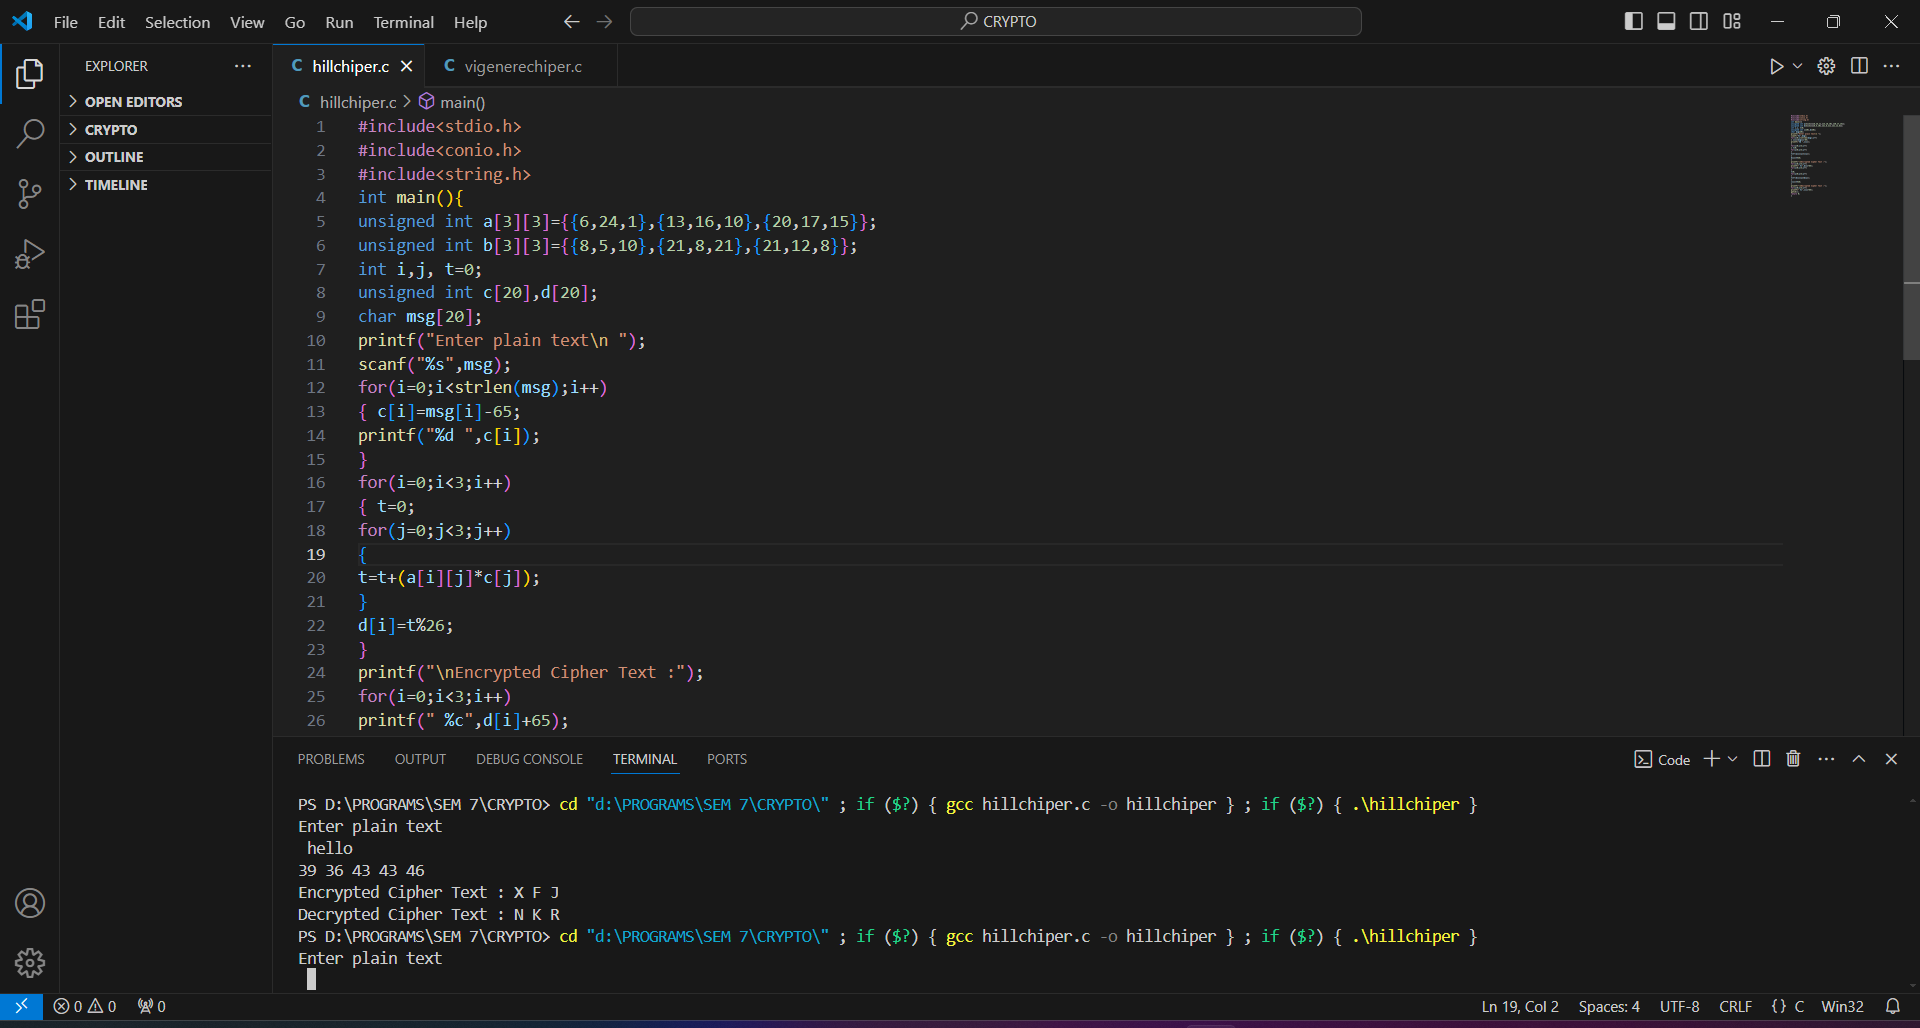 File Edit Selection View Go Run Terminal Help CRYPTO
EXPLORER
OPEN EDITORS
CRYPTO
OUTLINE
TIMELINE
C hillchiper.c C vigenerechiper.c
C hillchiper.c > main()
1 #include<stdio.h>
2 #include<conio.h>
3 #include<string.h>
4 int main(){
5 unsigned int a[3][3]={{6,24,1},{13,16,10},{20,17,15}};
6 unsigned int b[3][3]={{8,5,10},{21,8,21},{21,12,8}};
7 int i,j, t=0;
8 unsigned int c[20],d[20];
9 char msg[20];
10 printf("Enter plain text\n ");
11 scanf("%s",msg);
12 for(i=0;i<strlen(msg);i++)
13 { c[i]=msg[i]-65;
14 printf("%d ",c[i]);
15 }
16 for(i=0;i<3;i++)
17 { t=0;
18 for(j=0;j<3;j++)
19 {
20 t=t+(a[i][j]*c[j]);
21 }
22 d[i]=t%26;
23 }
24 printf("\nEncrypted Cipher Text :");
25 for(i=0;i<3;i++)
26 printf(" %c",d[i]+65);
PROBLEMS OUTPUT DEBUG CONSOLE TERMINAL PORTS Code
PS D:\PROGRAMS\SEM 7\CRYPTO> cd "d:\PROGRAMS\SEM 7\CRYPTO\" ; if ($?) { gcc hillchiper.c -o hillchiper } ; if ($?) { .\hillchiper }
Enter plain text
hello
39 36 43 43 46
Encrypted Cipher Text : X F J
Decrypted Cipher Text : N K R
PS D:\PROGRAMS\SEM 7\CRYPTO> cd "d:\PROGRAMS\SEM 7\CRYPTO\" ; if ($?) { gcc hillchiper.c -o hillchiper } ; if ($?) { .\hillchiper }
Enter plain text
0 0 0 Ln 19, Col 2 Spaces: 4 UTF-8 CRLF {} C Win32